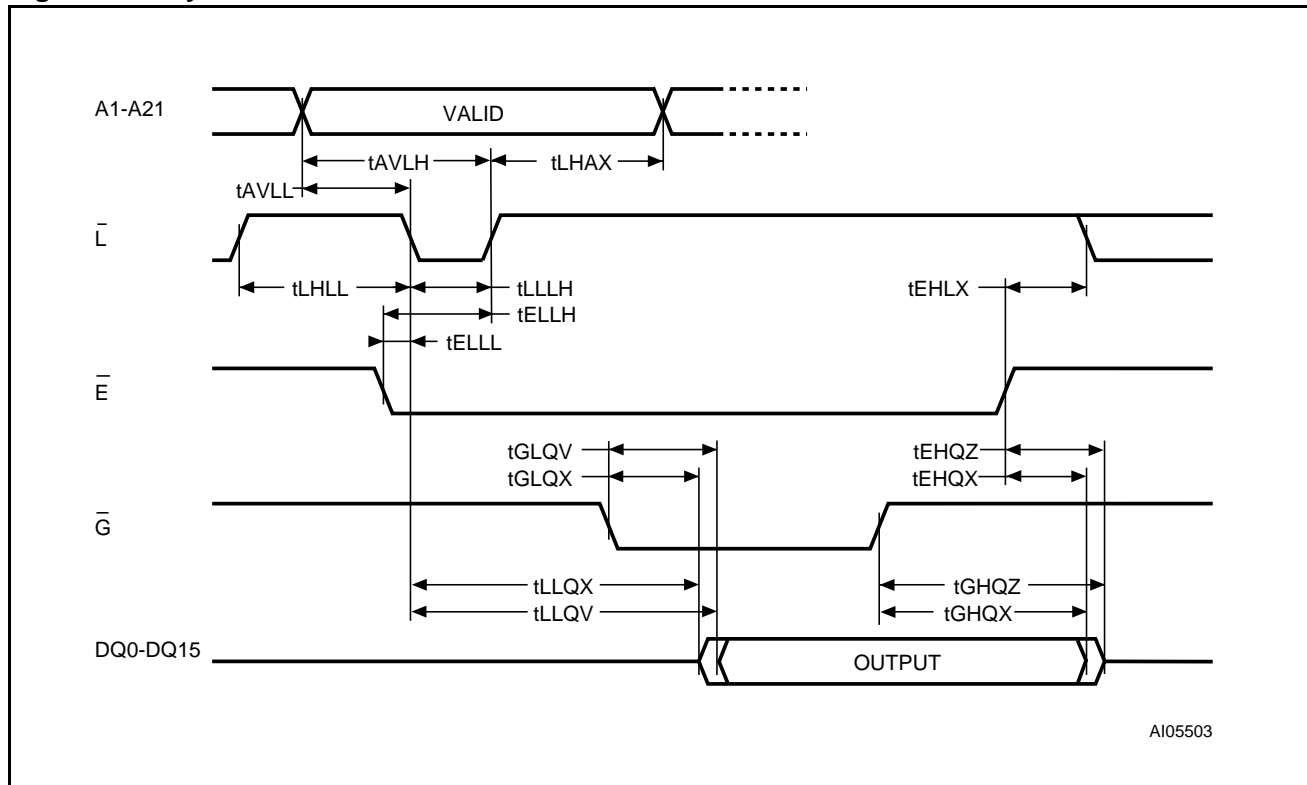 A1-A21
VALID
tAVLH
tLHAX
tAVLL
L̅
tLHLL
tLLLH
tEHLX
tELLH
tELLL
E̅
tGLQV
tEHQZ
tGLQX
tEHQX
G̅
tLLQX
tGHQZ
tLLQV
tGHQX
DQ0-DQ15
OUTPUT
AI05503